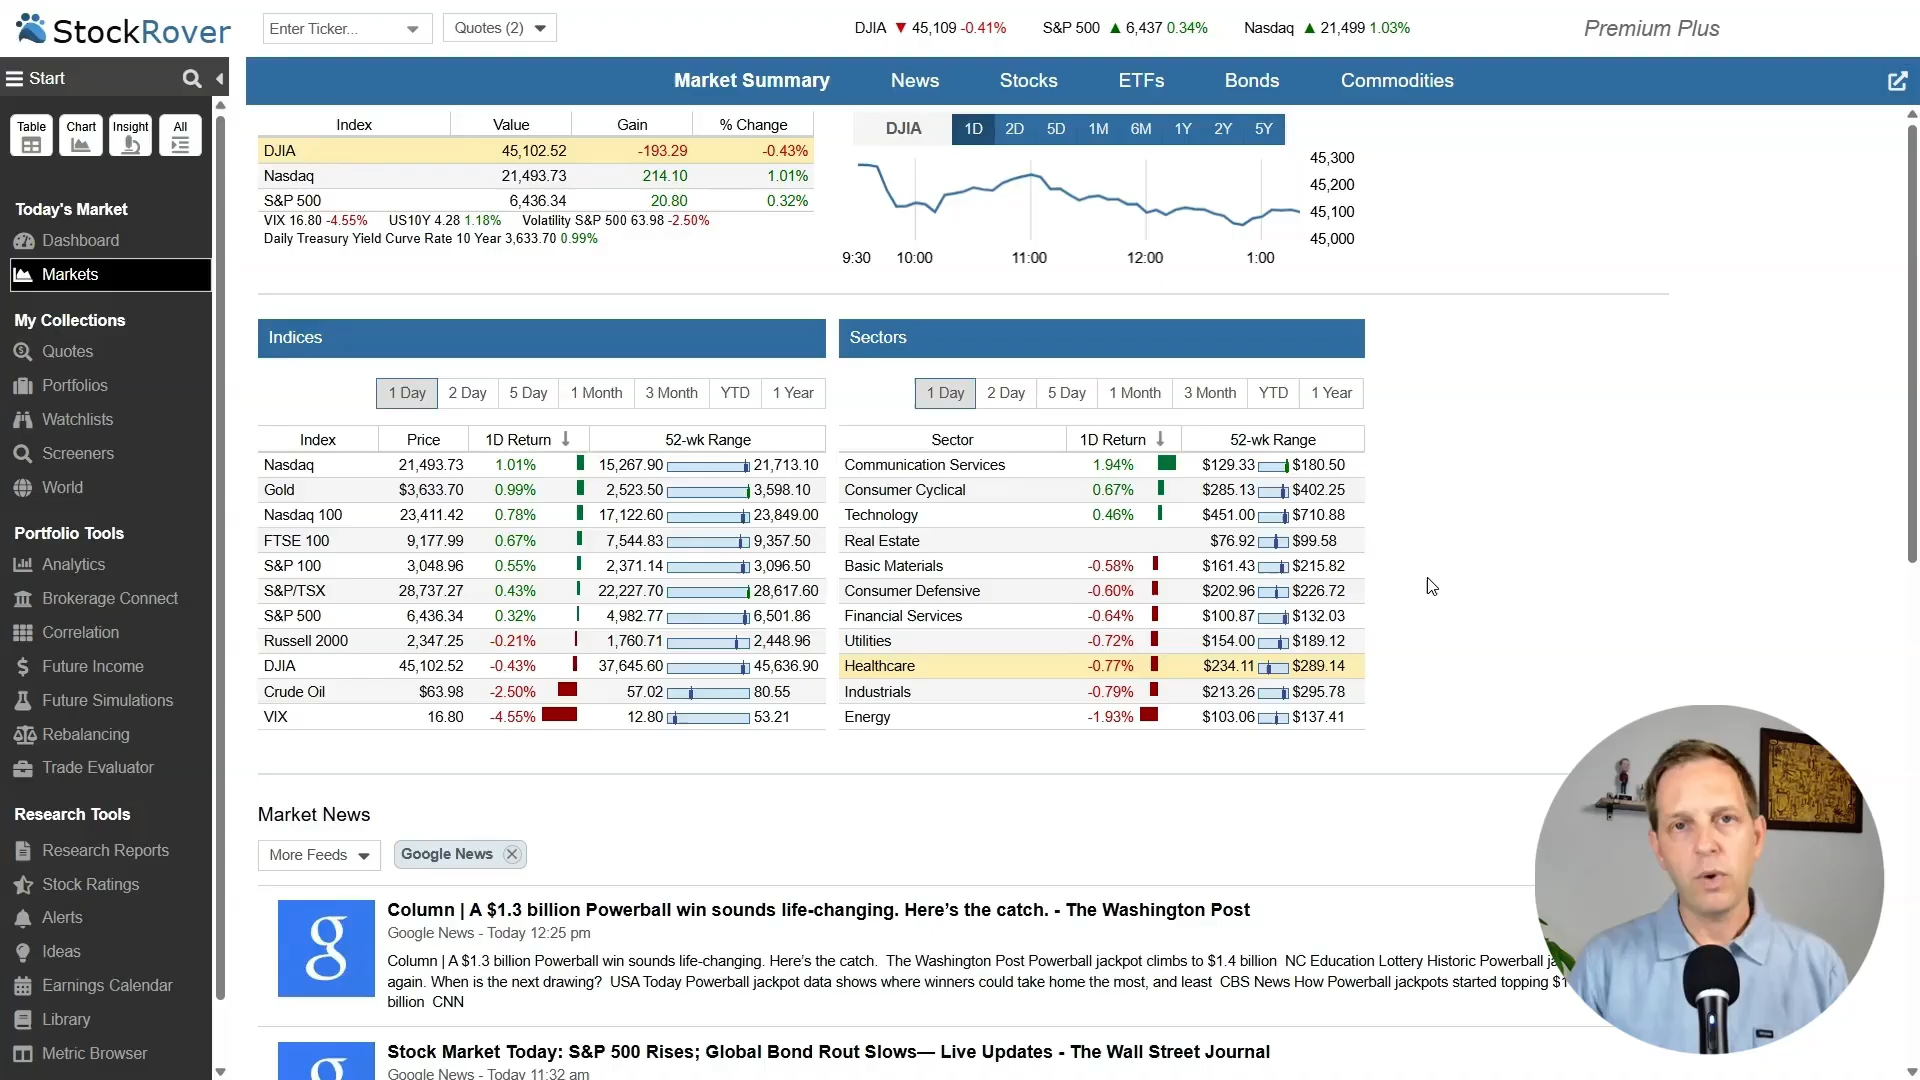 StockRover
Enter Ticker...
Quotes (2)
DJIA ▼ 45,109 -0.41%
S&P 500 ▲ 6,437 0.34%
Nasdaq ▲ 21,499 1.03%
Premium Plus
Start
Market Summary News Stocks ETFs Bonds Commodities
Table Chart Insight All
Today's Market
Dashboard
Markets
My Collections
Quotes
Portfolios
Watchlists
Screeners
World
Portfolio Tools
Analytics
Brokerage Connect
Correlation
Future Income
Future Simulations
Rebalancing
Trade Evaluator
Research Tools
Research Reports
Stock Ratings
Alerts
Ideas
Earnings Calendar
Library
Metric Browser
Index Value Gain % Change
DJIA 45,102.52 -193.29 -0.43%
Nasdaq 21,493.73 214.10 1.01%
S&P 500 6,436.34 20.80 0.32%
VIX 16.80 -4.55% US10Y 4.28 1.18% Volatility S&P 500 63.98 -2.50%
Daily Treasury Yield Curve Rate 10 Year 3,633.70 0.99%
DJIA 1D 2D 5D 1M 6M 1Y 2Y 5Y
45,300
45,200
45,100
45,000
9:30 10:00 11:00 12:00 1:00
Indices
1 Day 2 Day 5 Day 1 Month 3 Month YTD 1 Year
Index Price 1D Return 52-wk Range
Nasdaq 21,493.73 1.01% 15,267.90 21,713.10
Gold $3,633.70 0.99% 2,523.50 3,598.10
Nasdaq 100 23,411.42 0.78% 17,122.60 23,849.00
FTSE 100 9,177.99 0.67% 7,544.83 9,357.50
S&P 100 3,048.96 0.55% 2,371.14 3,096.50
S&P/TSX 28,737.27 0.43% 22,227.70 28,617.60
S&P 500 6,436.34 0.32% 4,982.77 6,501.86
Russell 2000 2,347.25 -0.21% 1,760.71 2,448.96
DJIA 45,102.52 -0.43% 37,645.60 45,636.90
Crude Oil $63.98 -2.50% 57.02 80.55
VIX 16.80 -4.55% 12.80 53.21
Sectors
1 Day 2 Day 5 Day 1 Month 3 Month YTD 1 Year
Sector 1D Return 52-wk Range
Communication Services 1.94% $129.33 $180.50
Consumer Cyclical 0.67% $285.13 $402.25
Technology 0.46% $451.00 $710.88
Real Estate $76.92 $99.58
Basic Materials -0.58% $161.43 $215.82
Consumer Defensive -0.60% $202.96 $226.72
Financial Services -0.64% $100.87 $132.03
Utilities -0.72% $154.00 $189.12
Healthcare -0.77% $234.11 $289.14
Industrials -0.79% $213.26 $295.78
Energy -1.93% $103.06 $137.41
Market News
More Feeds
Google News
g
Column | A $1.3 billion Powerball win sounds life-changing. Here’s the catch. - The Washington Post
Google News - Today 12:25 pm
Column | A $1.3 billion Powerball win sounds life-changing. Here’s the catch. The Washington Post Powerball jackpot climbs to $1.4 billion NC Education Lottery Historic Powerball
again. When is the next drawing? USA Today Powerball jackpot data shows where winners could take home the most, and least CBS News How Powerball jackpots started topping
billion CNN
g
Stock Market Today: S&P 500 Rises; Global Bond Rout Slows— Live Updates - The Wall Street Journal
Google News - Today 11:32 am